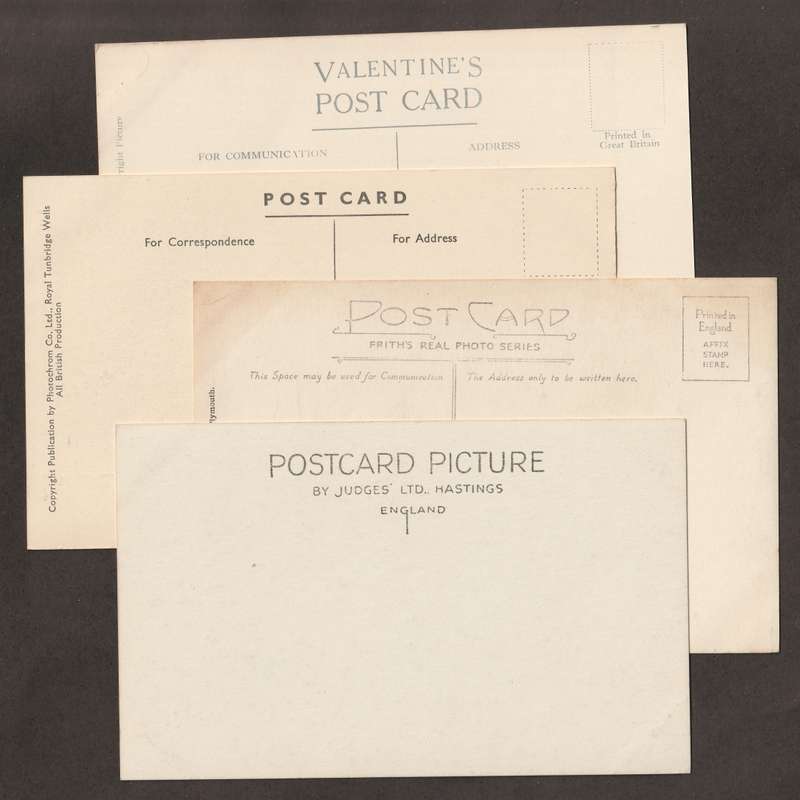 VALENTINE'S
POST CARD
FOR COMMUNICATION
ADDRESS
Printed in
Great Britain
Picture
POST CARD
For Correspondence
For Address
Copyright Publication by Photochrom Co, Ltd., Royal Tunbridge Wells
All British Production
POST CARD
FRITH'S REAL PHOTO SERIES
This Space may be used for Communication
The Address only to be written here.
Printed in
England
AFFIX
STAMP
HERE.
lymouth.
POSTCARD PICTURE
BY JUDGES' LTD., HASTINGS
ENGLAND